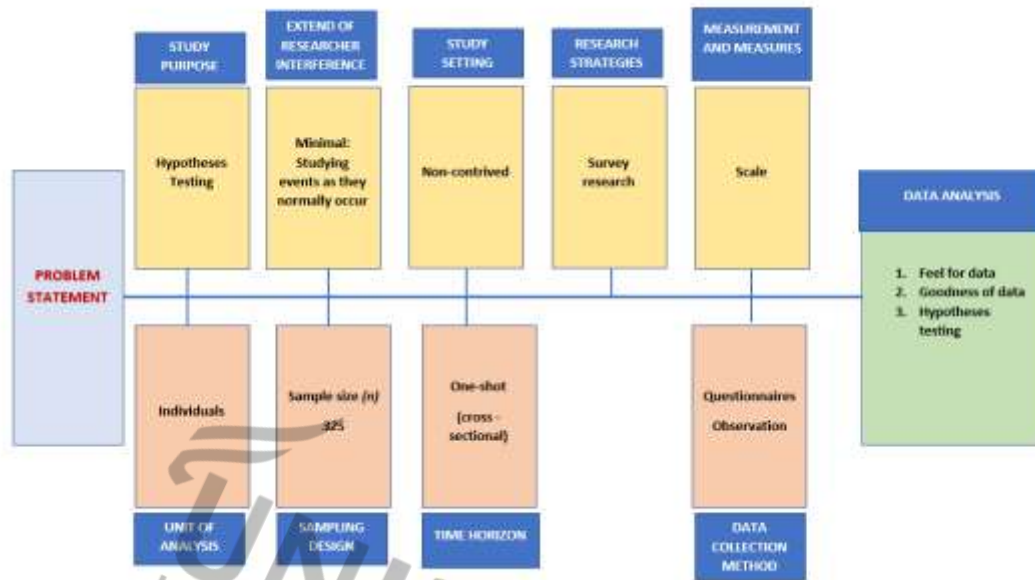 STUDY
PURPOSE
EXTEND OF
RESEARCHER
INTERFERENCE
STUDY
SETTING
RESEARCH
STRATEGIES
MEASUREMENT
AND MEASURES
Hypotheses
Testing
Minimal:
Studying
events as they
normally occur
Non-contrived
Survey
research
Scale
PROBLEM
STATEMENT
DATA ANALYSIS
1. Feel for data
2. Goodness of data
3. Hypotheses
testing
Individuals
Sample size (n)
325
One-shot
(cross -
sectional)
Questionnaires
Observation
UNIT OF
ANALYSIS
SAMPLING
DESIGN
TIME HORIZON
DATA
COLLECTION
METHOD